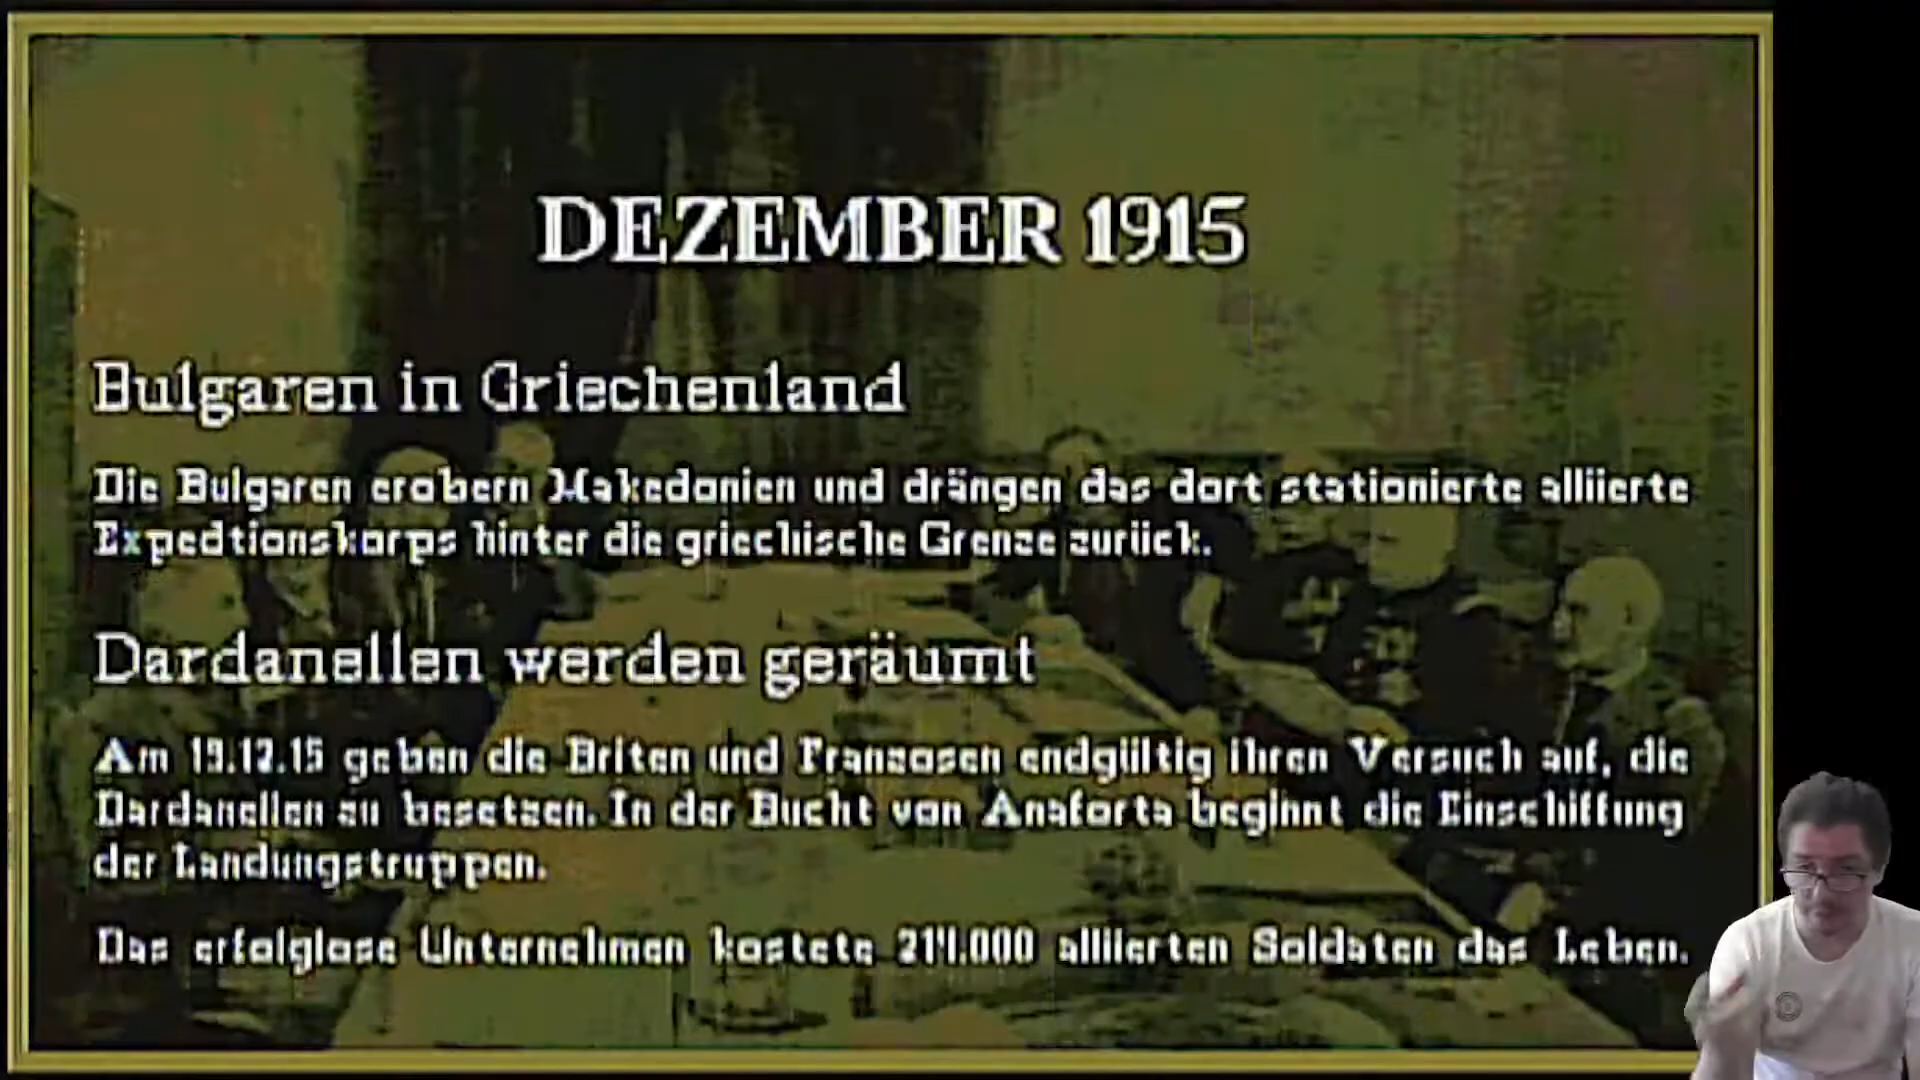 DEZEMBER 1915
Bulgaren in Griechenland
Die Bulgaren erobern Makedonien und drängen das dort stationierte alliierte
Expedtionskorps hinter die griechische Grenze zurück.
Dardanellen werden geräumt
Am 19.12.15 geben die Briten und Franzosen endgültig ihren Versuch auf, die
Dardanellen zu besetzen. In der Bucht von Anaforta beginnt die Einschiffung
der Landungstruppen.
Das erfolglose Unternehmen kostete 214.000 alliierten Soldaten das Leben.